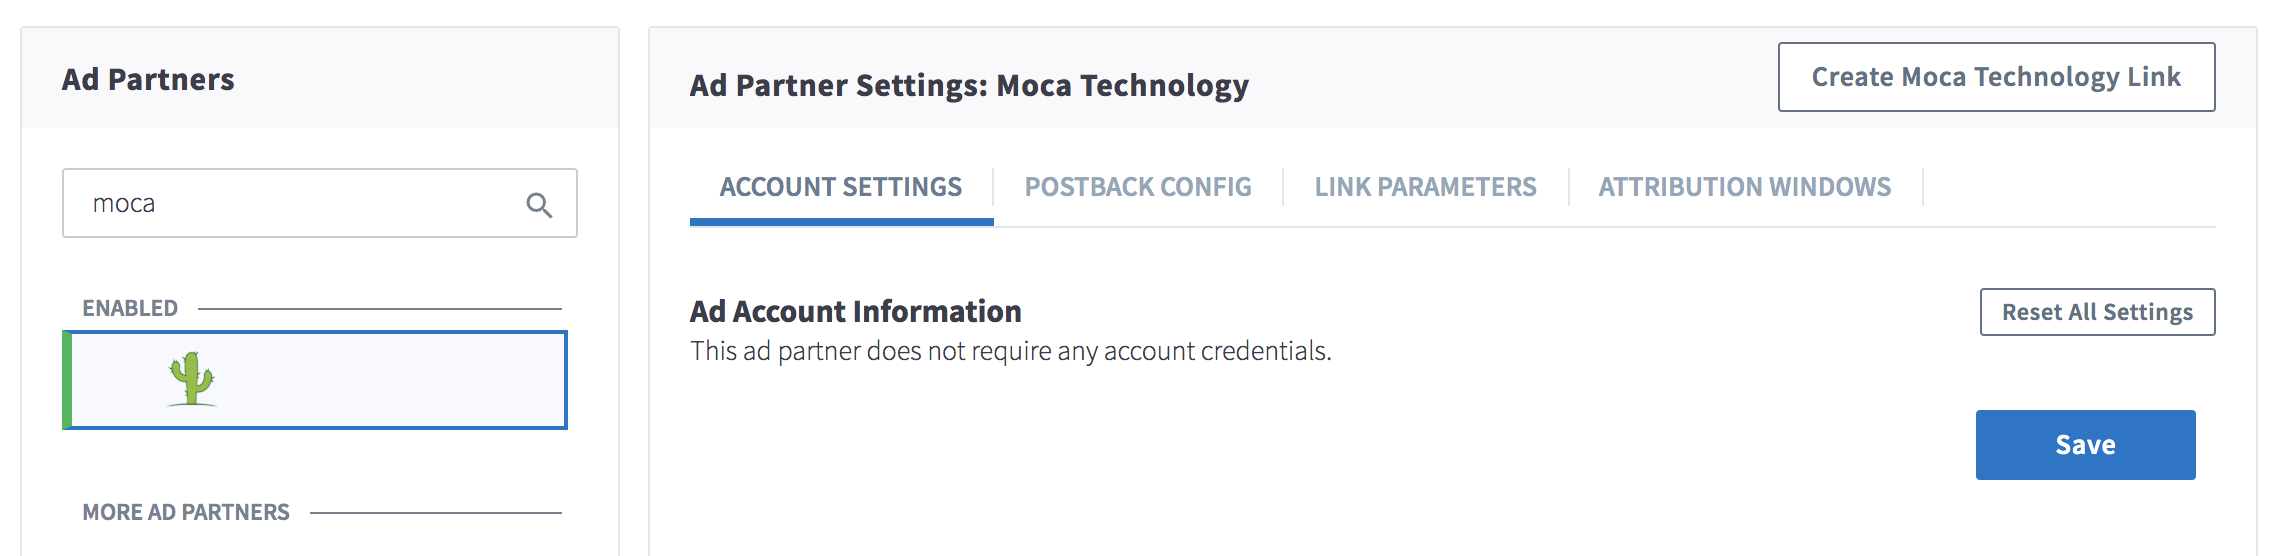 Ad Partners
moca
ENABLED
MORE AD PARTNERS
Ad Partner Settings: Moca Technology
Create Moca Technology Link
ACCOUNT SETTINGS
POSTBACK CONFIG
LINK PARAMETERS
ATTRIBUTION WINDOWS
Ad Account Information
Reset All Settings
This ad partner does not require any account credentials.
Save